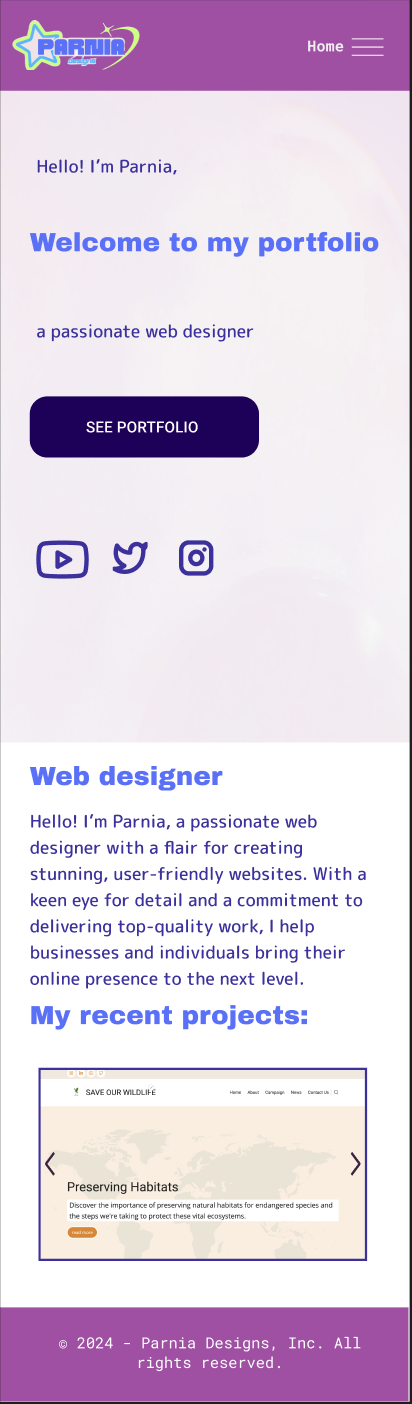 PARNIA
designs
Home
Hello! I’m Parnia,
Welcome to my portfolio
a passionate web designer
SEE PORTFOLIO
Web designer
Hello! I’m Parnia, a passionate web
designer with a flair for creating
stunning, user-friendly websites. With a
keen eye for detail and a commitment to
delivering top-quality work, I help
businesses and individuals bring their
online presence to the next level.
My recent projects:
SAVE OUR WILDLIFE
Home About Campaign News Contact Us
Preserving Habitats
Discover the importance of preserving natural habitats for endangered species and
the steps we're taking to protect these vital ecosystems.
read more
© 2024 - Parnia Designs, Inc. All
rights reserved.